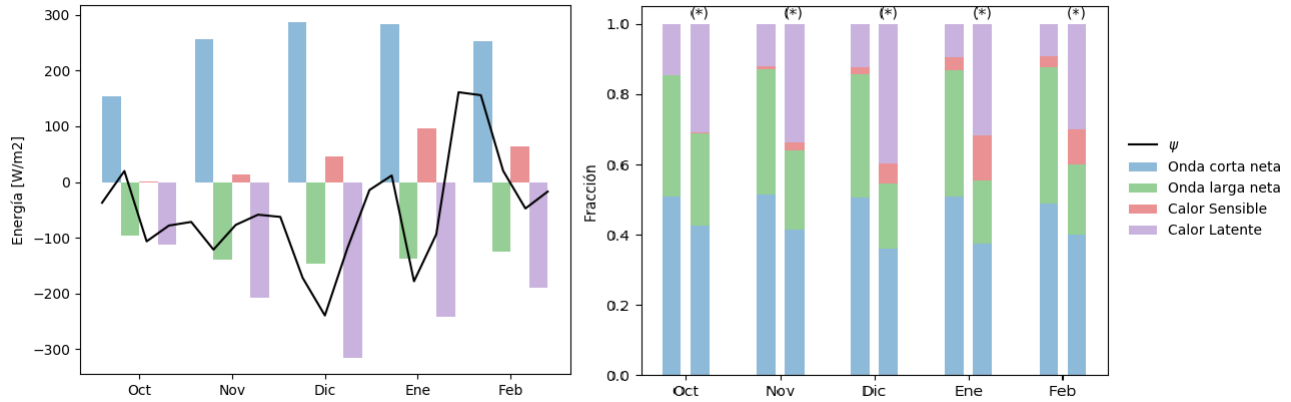 Energía [W/m2]
300
200
100
0
−100
−200
−300
Oct
Nov
Dic
Ene
Feb
Fracción
1.0
0.8
0.6
0.4
0.2
0.0
(*)
(*)
(*)
(*)
(*)
Oct
Nov
Dic
Ene
Feb
ψ
Onda corta neta
Onda larga neta
Calor Sensible
Calor Latente